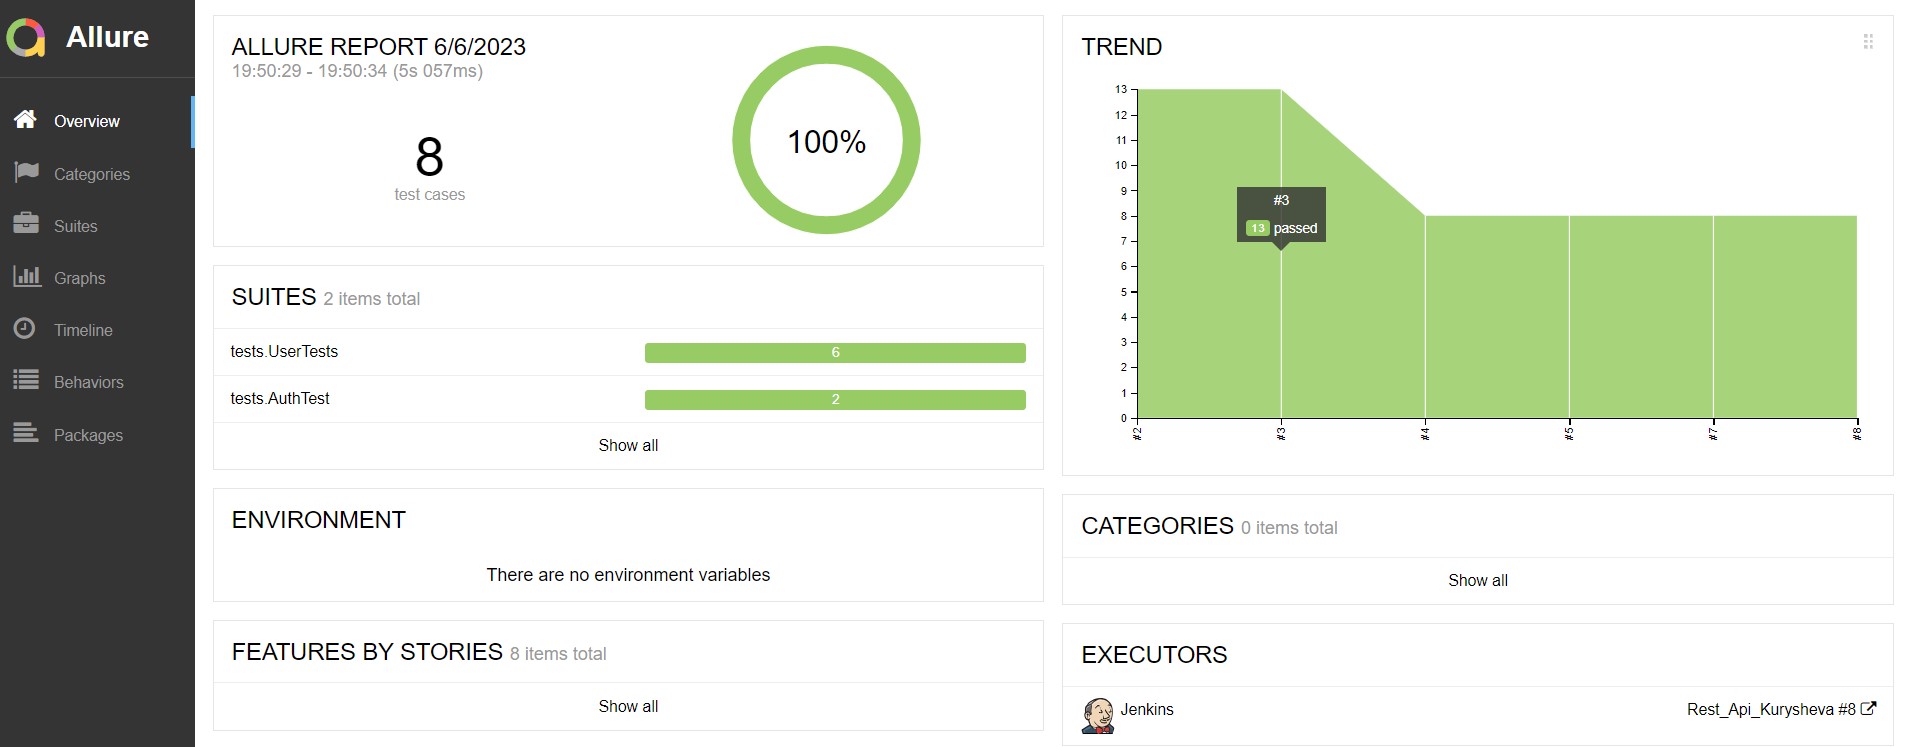 Allure
Overview
Categories
Suites
Graphs
Timeline
Behaviors
Packages
ALLURE REPORT 6/6/2023
19:50:29 - 19:50:34 (5s 057ms)
8
test cases
100%
SUITES 2 items total
tests.UserTests 6
tests.AuthTest 2
Show all
ENVIRONMENT
There are no environment variables
FEATURES BY STORIES 8 items total
Show all
TREND
13
12
11
10
9
8
7
6
5
4
3
2
1
0
#3
13 passed
#2 #3 #4 #5 #7 #8
CATEGORIES 0 items total
Show all
EXECUTORS
Jenkins Rest_Api_Kurysheva #8